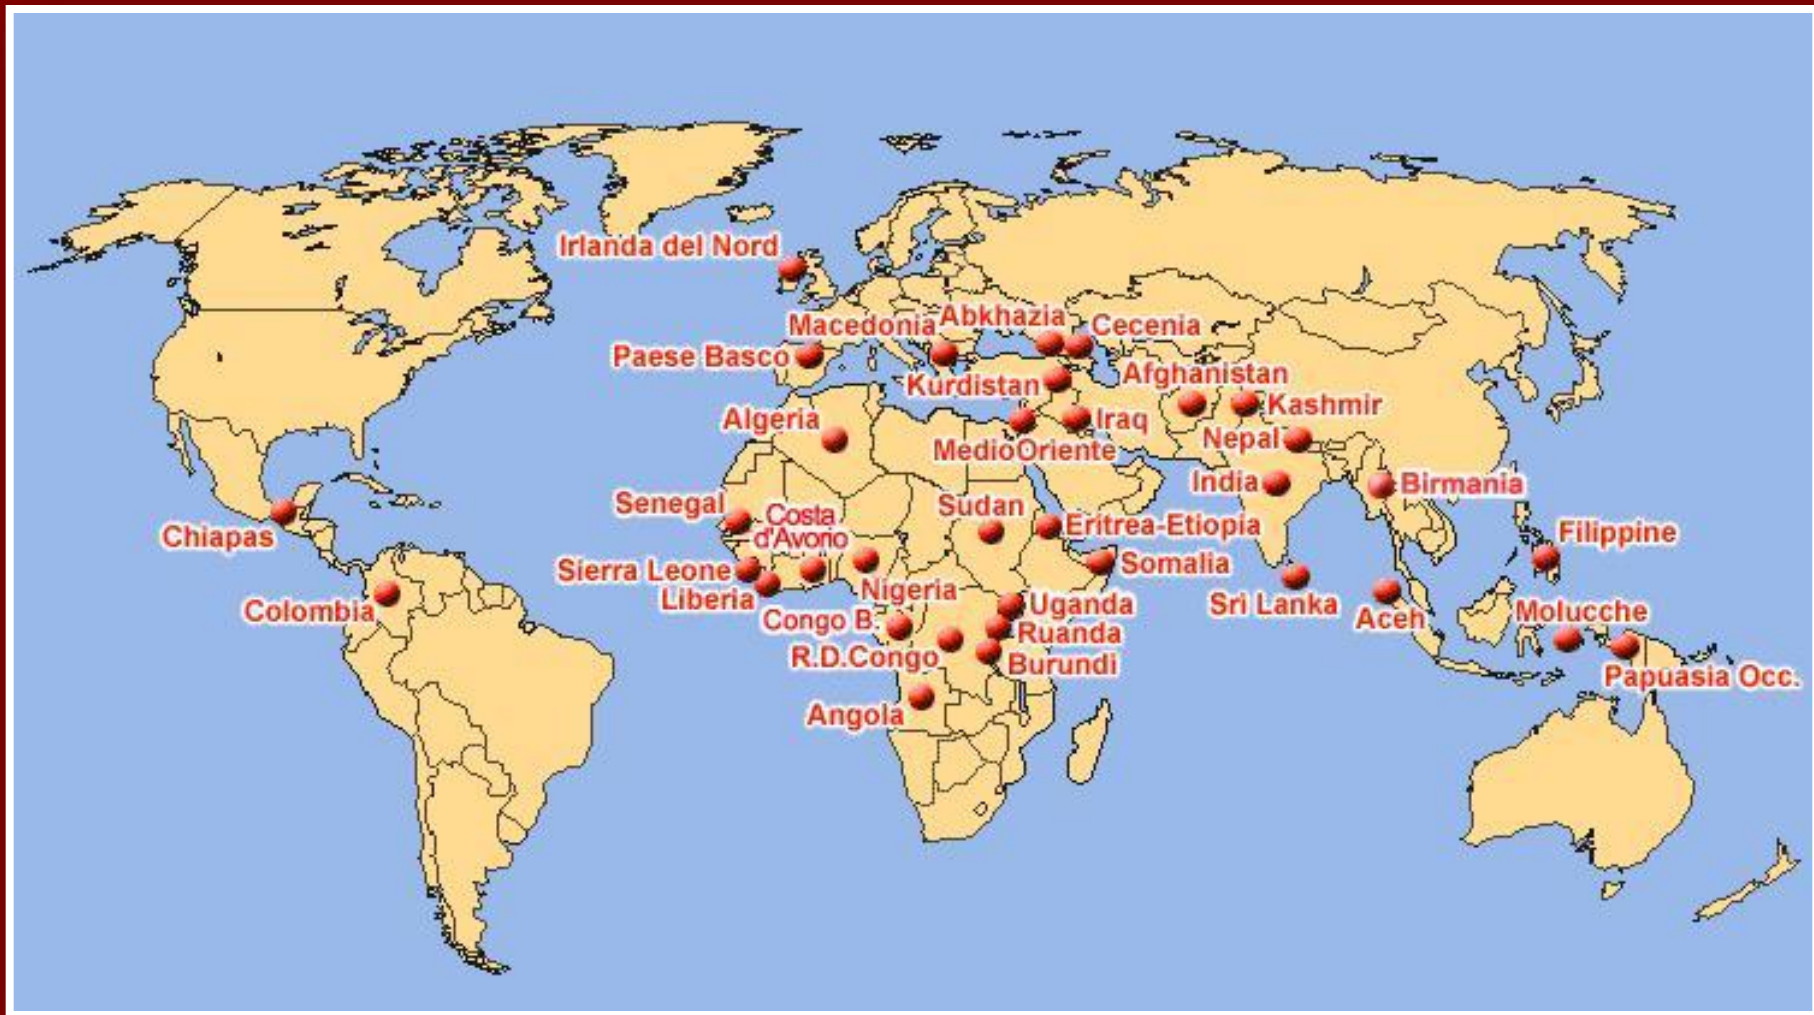 Irlanda del Nord
Macedonia
Abkhazia
Cecenia
Paese Basco
Kurdistan
Afghanistan
Kashmir
Algeria
Iraq
MedioOriente
Nepal
India
Birmania
Senegal
Costa
d'Avorio
Sudan
Eritrea-Etiopia
Chiapas
Filippine
Sierra Leone
Somalia
Liberia
Nigeria
Colombia
Uganda
Sri Lanka
Aceh
Molucche
Congo B.
Ruanda
R.D.Congo
Burundi
Papuasia Occ.
Angola